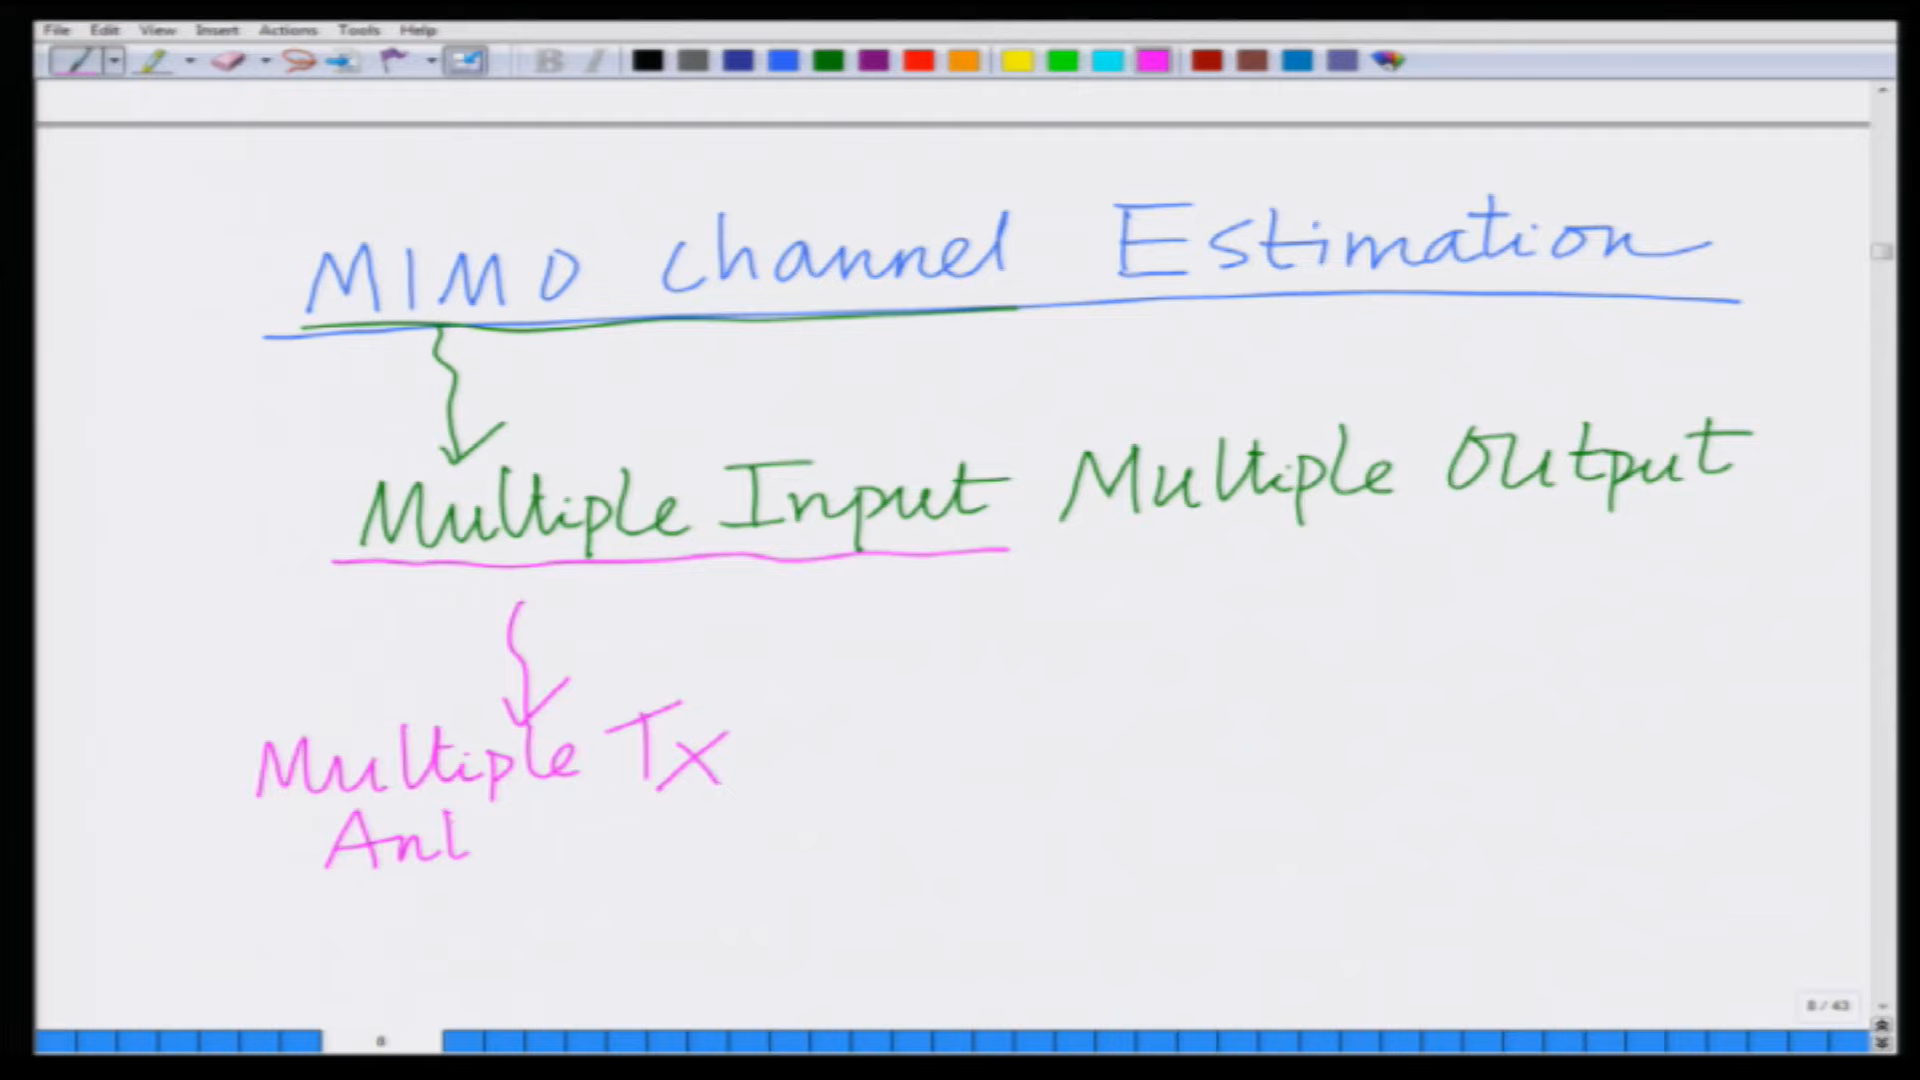 File Edit View Insert Actions Tools Help
B I
MIMO Channel Estimation
Multiple Input Multiple Output
Multiple Tx
Ant
8 / 43
8